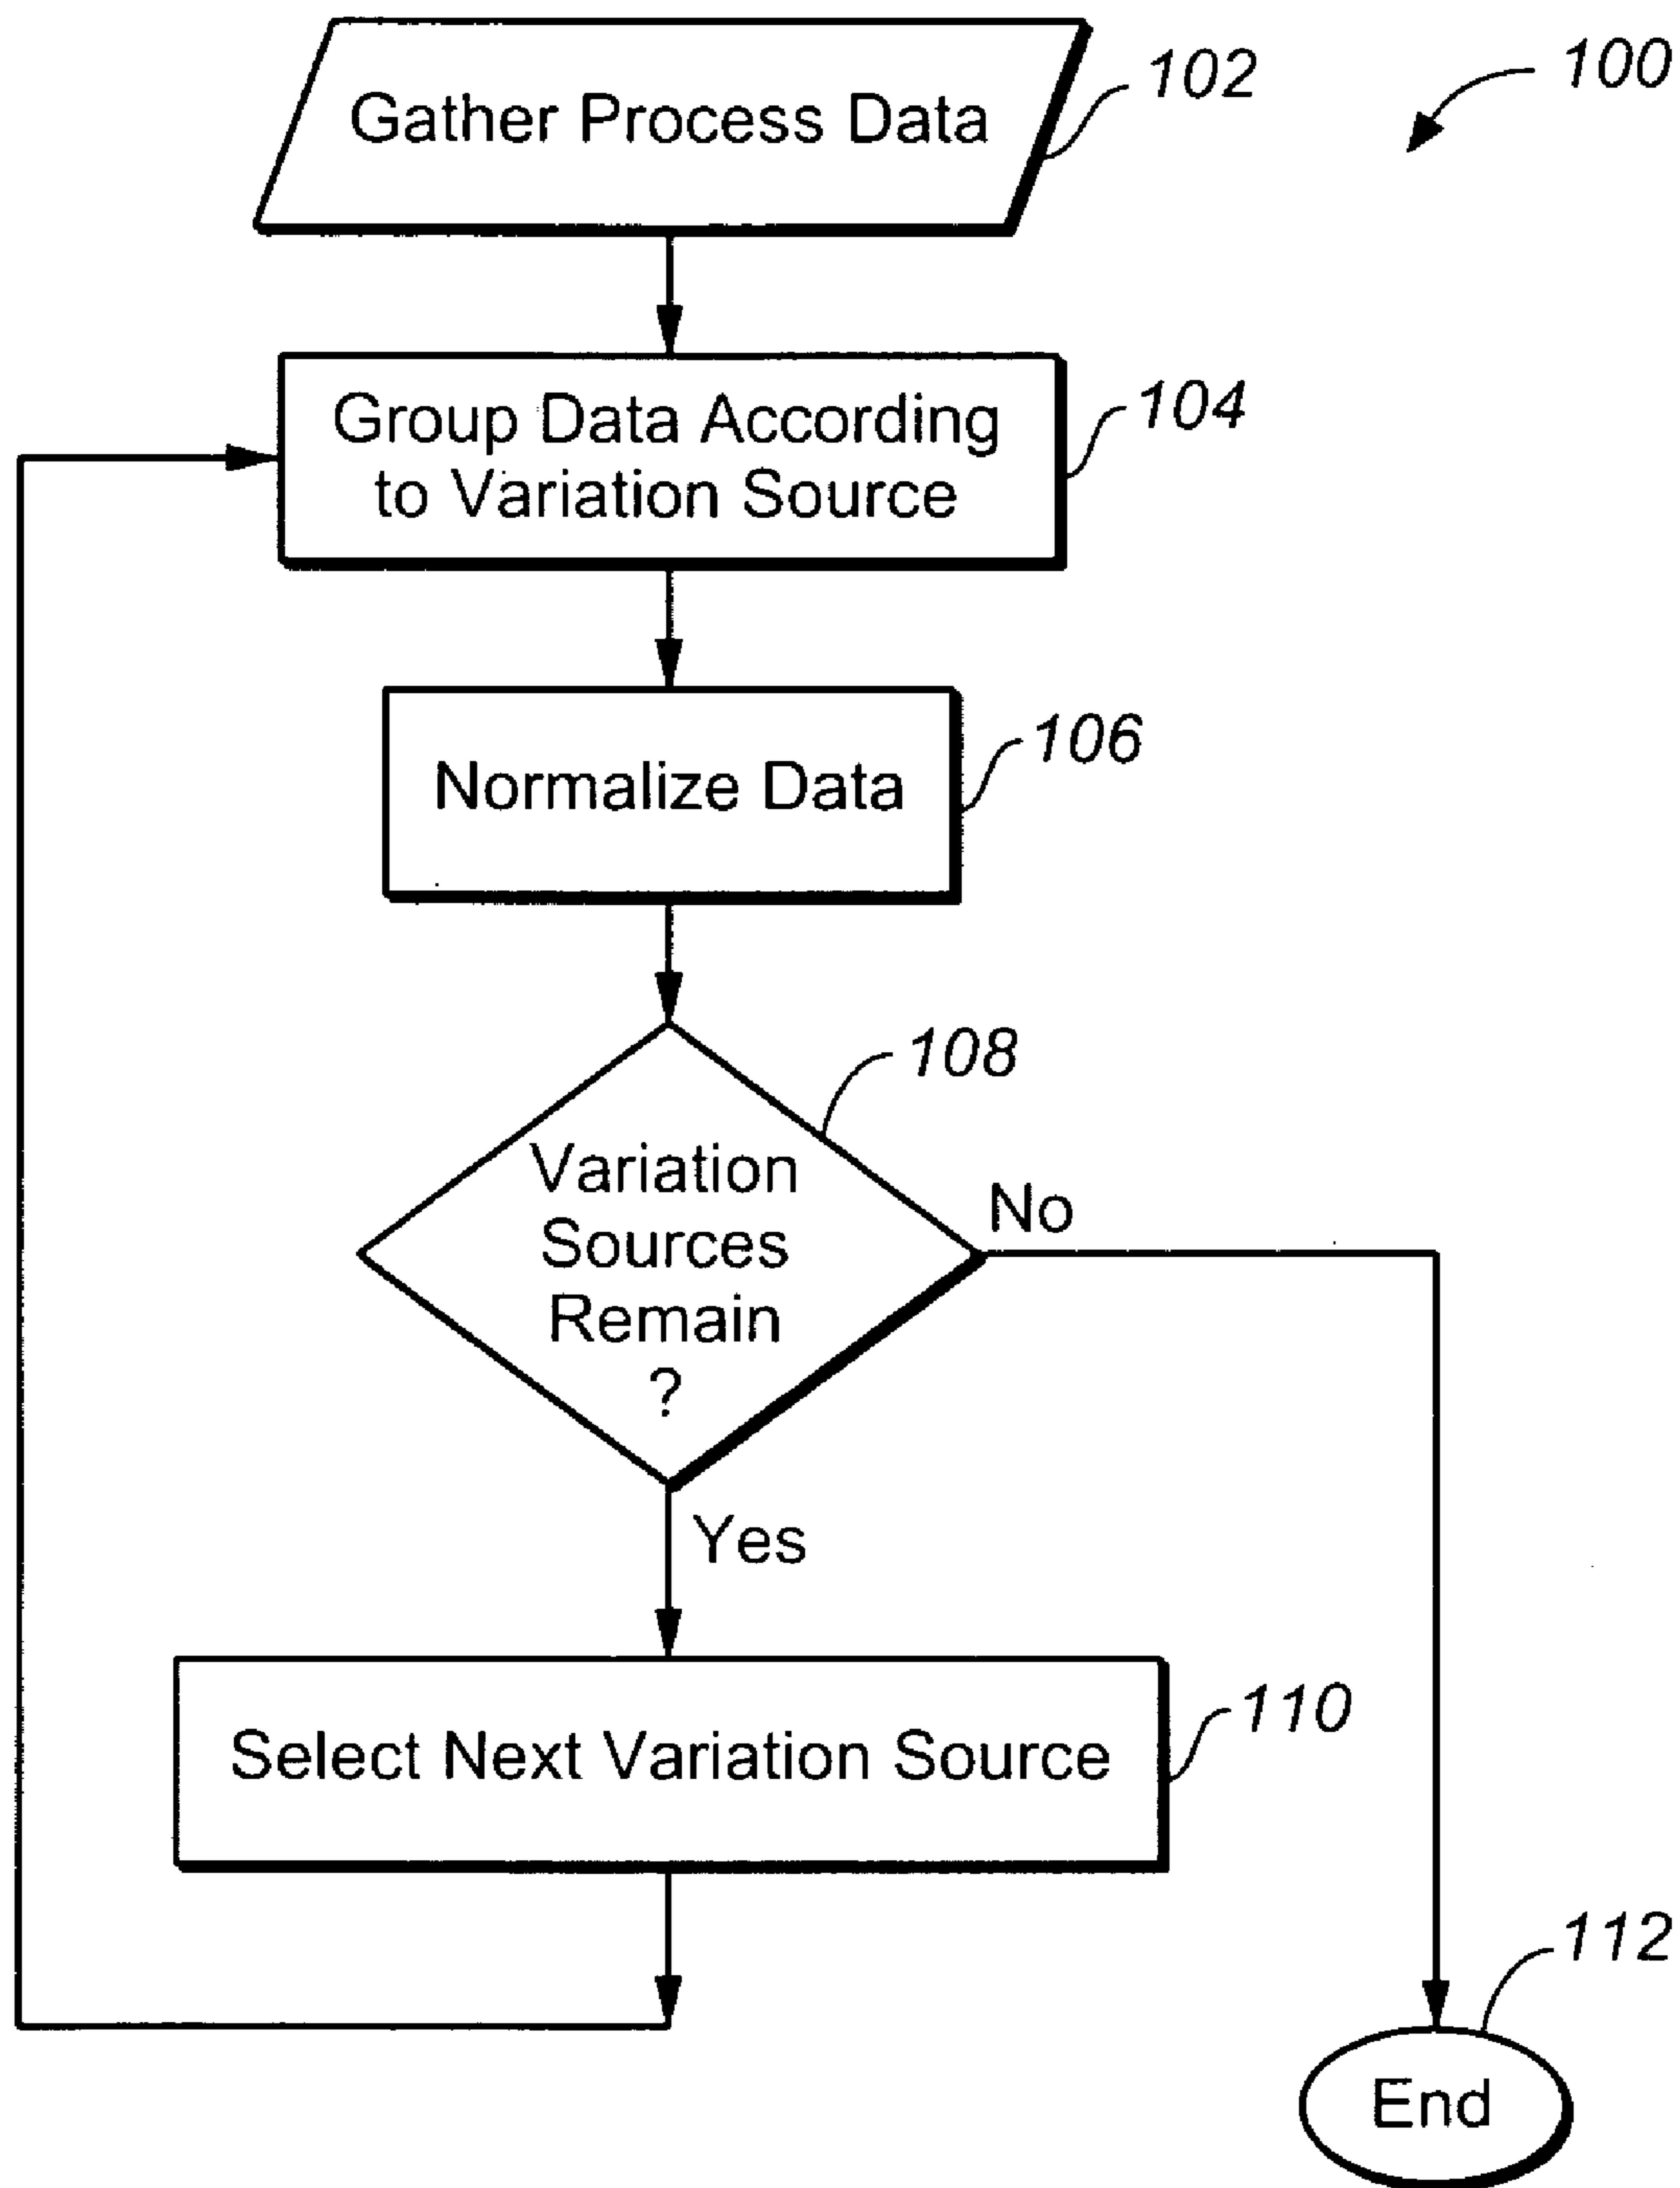 100
Gather Process Data
102
Group Data According
to Variation Source
104
Normalize Data
106
Variation
Sources
Remain
?
108
No
Yes
Select Next Variation Source
110
End
112